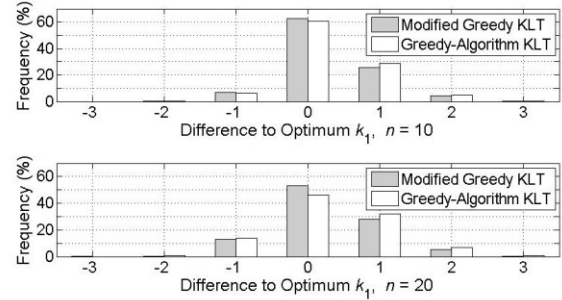 Frequency (%)
60
40
20
0
Modified Greedy KLT
Greedy-Algorithm KLT
-3 -2 -1 0 1 2 3
Difference to Optimum k₁, n = 10
Frequency (%)
60
40
20
0
Modified Greedy KLT
Greedy-Algorithm KLT
-3 -2 -1 0 1 2 3
Difference to Optimum k₁, n = 20